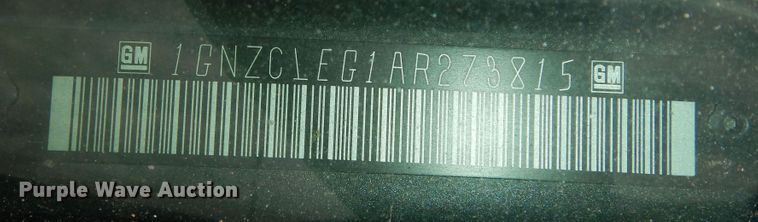 GM 1GNZCLEG1AR273815 GM
Purple Wave Auction